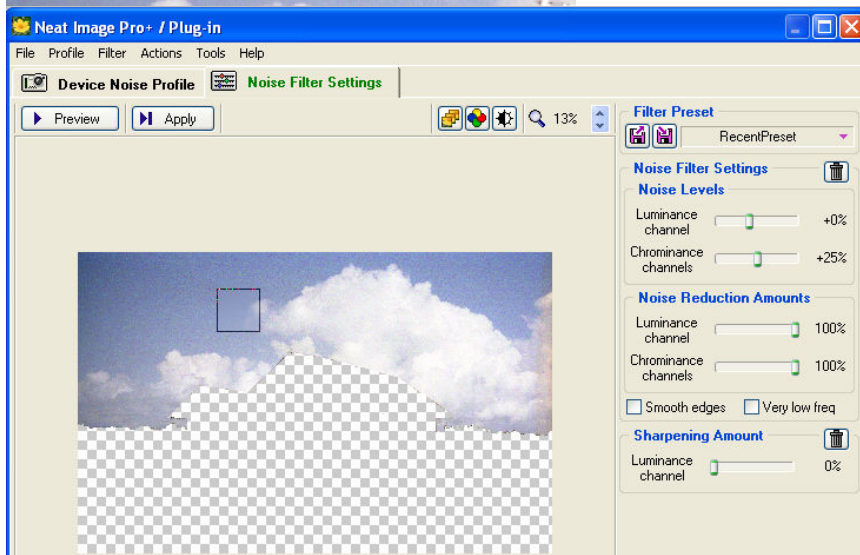 Neat Image Pro+ / Plug-in
File Profile Filter Actions Tools Help
Device Noise Profile Noise Filter Settings
Preview Apply 13%
Filter Preset
RecentPreset
Noise Filter Settings
Noise Levels
Luminance channel +0%
Chrominance channels +25%
Noise Reduction Amounts
Luminance channel 100%
Chrominance channels 100%
Smooth edges Very low freq
Sharpening Amount
Luminance channel 0%